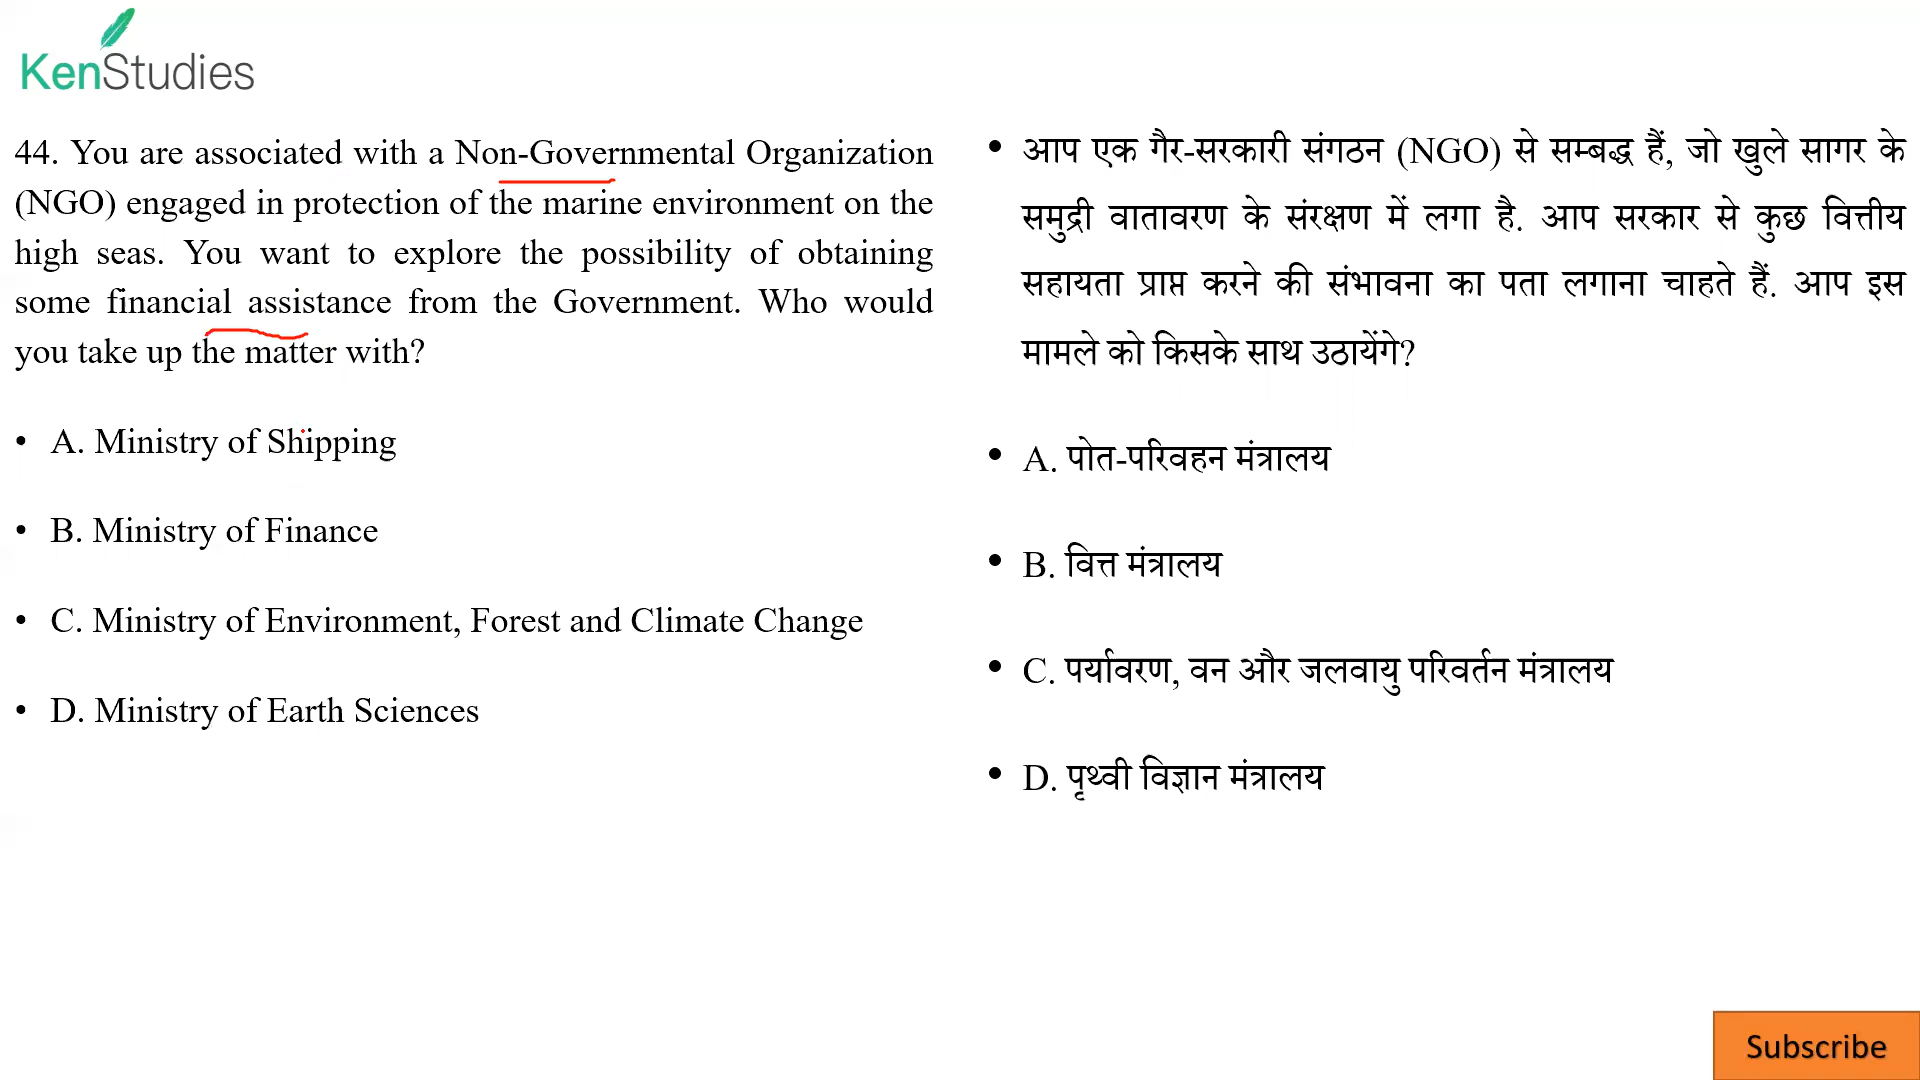 KenStudies
44. You are associated with a Non-Governmental Organization
(NGO) engaged in protection of the marine environment on the
high seas. You want to explore the possibility of obtaining
some financial assistance from the Government. Who would
you take up the matter with?
• A. Ministry of Shipping
• B. Ministry of Finance
• C. Ministry of Environment, Forest and Climate Change
• D. Ministry of Earth Sciences
• आप एक गैर-सरकारी संगठन (NGO) से सम्बद्ध हैं, जो खुले सागर के
समुद्री वातावरण के संरक्षण में लगा है. आप सरकार से कुछ वित्तीय
सहायता प्राप्त करने की संभावना का पता लगाना चाहते हैं. आप इस
मामले को किसके साथ उठायेंगे?
• A. पोत-परिवहन मंत्रालय
• B. वित्त मंत्रालय
• C. पर्यावरण, वन और जलवायु परिवर्तन मंत्रालय
• D. पृथ्वी विज्ञान मंत्रालय
Subscribe